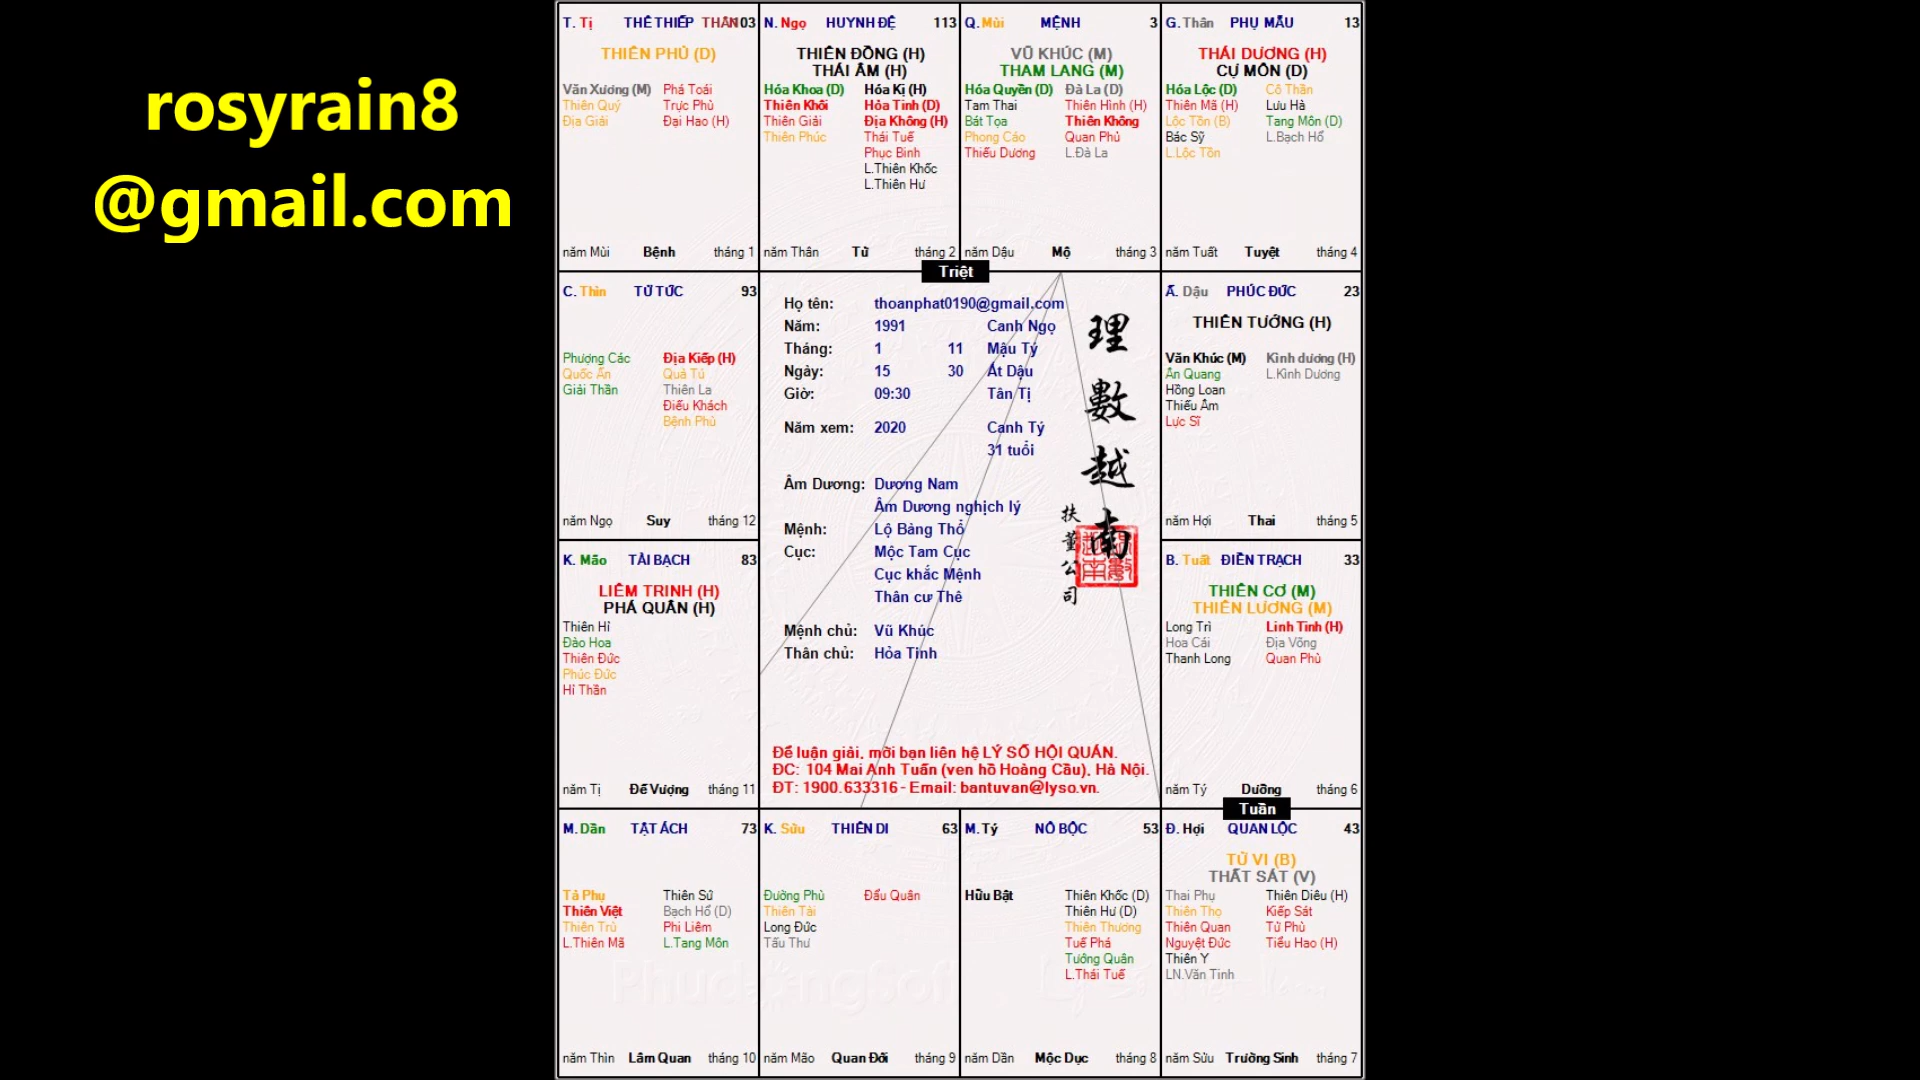 rosyrain8
@gmail.com
T. Tị THÊ THIẾP THÂN 103
THIÊN PHỦ (D)
Văn Xương (M) Phá Toái
Thiên Quý Trực Phù
Địa Giải Đại Hao (H)
năm Mùi Bệnh tháng 1
N. Ngọ HUYNH ĐỆ 113
THIÊN ĐỒNG (H)
THÁI ÂM (H)
Hóa Khoa (D) Hóa Kị (H)
Thiên Khôi Hỏa Tinh (D)
Thiên Giải Địa Không (H)
Thiên Phúc Thái Tuế
Phục Binh
L.Thiên Khốc
L.Thiên Hư
năm Thân Tử tháng 2
Q. Mùi MỆNH 3
VŨ KHÚC (M)
THAM LANG (M)
Hóa Quyền (D) Đà La (D)
Tam Thai Thiên Hình (H)
Bát Tọa Thiên Không
Phong Cáo Quan Phủ
Thiếu Dương L.Đà La
năm Dậu Mộ tháng 3
G. Thân PHỤ MẪU 13
THÁI DƯƠNG (H)
CỰ MÔN (D)
Hóa Lộc (D) Cô Thần
Thiên Mã (H) Lưu Hà
Lộc Tồn (B) Tang Môn (D)
Bác Sỹ L.Bạch Hổ
L.Lộc Tồn
năm Tuất Tuyệt tháng 4
Triệt
C. Thìn TỬ TỨC 93
Phượng Các Địa Kiếp (H)
Quốc Ấn Quả Tú
Giải Thần Thiên La
Điếu Khách
Bệnh Phù
năm Ngọ Suy tháng 12
Họ tên: thoanphat0190@gmail.com
Năm: 1991 Canh Ngọ
Tháng: 1 11 Mậu Tý
Ngày: 15 30 Ất Dậu
Giờ: 09:30 Tân Tị
Năm xem: 2020 Canh Tý
31 tuổi
Âm Dương: Dương Nam
Âm Dương nghịch lý
Mệnh: Lộ Bàng Thổ
Cục: Mộc Tam Cục
Cục khắc Mệnh
Thân cư Thê
Mệnh chủ: Vũ Khúc
Thân chủ: Hỏa Tinh
理數越南
扶董公司
Để luận giải, mời bạn liên hệ LÝ SỐ HỘI QUÁN.
ĐC: 104 Mai Anh Tuấn (ven hồ Hoàng Cầu), Hà Nội.
ĐT: 1900.633316 - Email: bantuvan@lyso.vn.
Ấ. Dậu PHÚC ĐỨC 23
THIÊN TƯỚNG (H)
Văn Khúc (M) Kình dương (H)
Ân Quang L.Kình Dương
Hồng Loan
Thiếu Âm
Lực Sĩ
năm Hợi Thai tháng 5
K. Mão TÀI BẠCH 83
LIÊM TRINH (H)
PHÁ QUÂN (H)
Thiên Hỉ
Đào Hoa
Thiên Đức
Phúc Đức
Hỉ Thần
năm Tị Đế Vượng tháng 11
B. Tuất ĐIỀN TRẠCH 33
THIÊN CƠ (M)
THIÊN LƯƠNG (M)
Long Trì Linh Tinh (H)
Hoa Cái Địa Võng
Thanh Long Quan Phù
năm Tý Dưỡng tháng 6
Tuần
M. Dần TẬT ÁCH 73
Tả Phụ Thiên Sứ
Thiên Việt Bạch Hổ (D)
Thiên Trù Phi Liêm
L.Thiên Mã L.Tang Môn
năm Thìn Lâm Quan tháng 10
K. Sửu THIÊN DI 63
Đường Phù Đẩu Quân
Thiên Tài
Long Đức
Tấu Thư
năm Mão Quan Đới tháng 9
M. Tý NÔ BỘC 53
Hữu Bật Thiên Khốc (D)
Thiên Hư (D)
Thiên Thương
Tuế Phá
Tướng Quân
L.Thái Tuế
năm Dần Mộc Dục tháng 8
Đ. Hợi QUAN LỘC 43
TỬ VI (B)
THẤT SÁT (V)
Thai Phụ Thiên Diêu (H)
Thiên Thọ Kiếp Sát
Thiên Quan Tử Phù
Nguyệt Đức Tiểu Hao (H)
Thiên Y
LN.Văn Tinh
năm Sửu Trường Sinh tháng 7